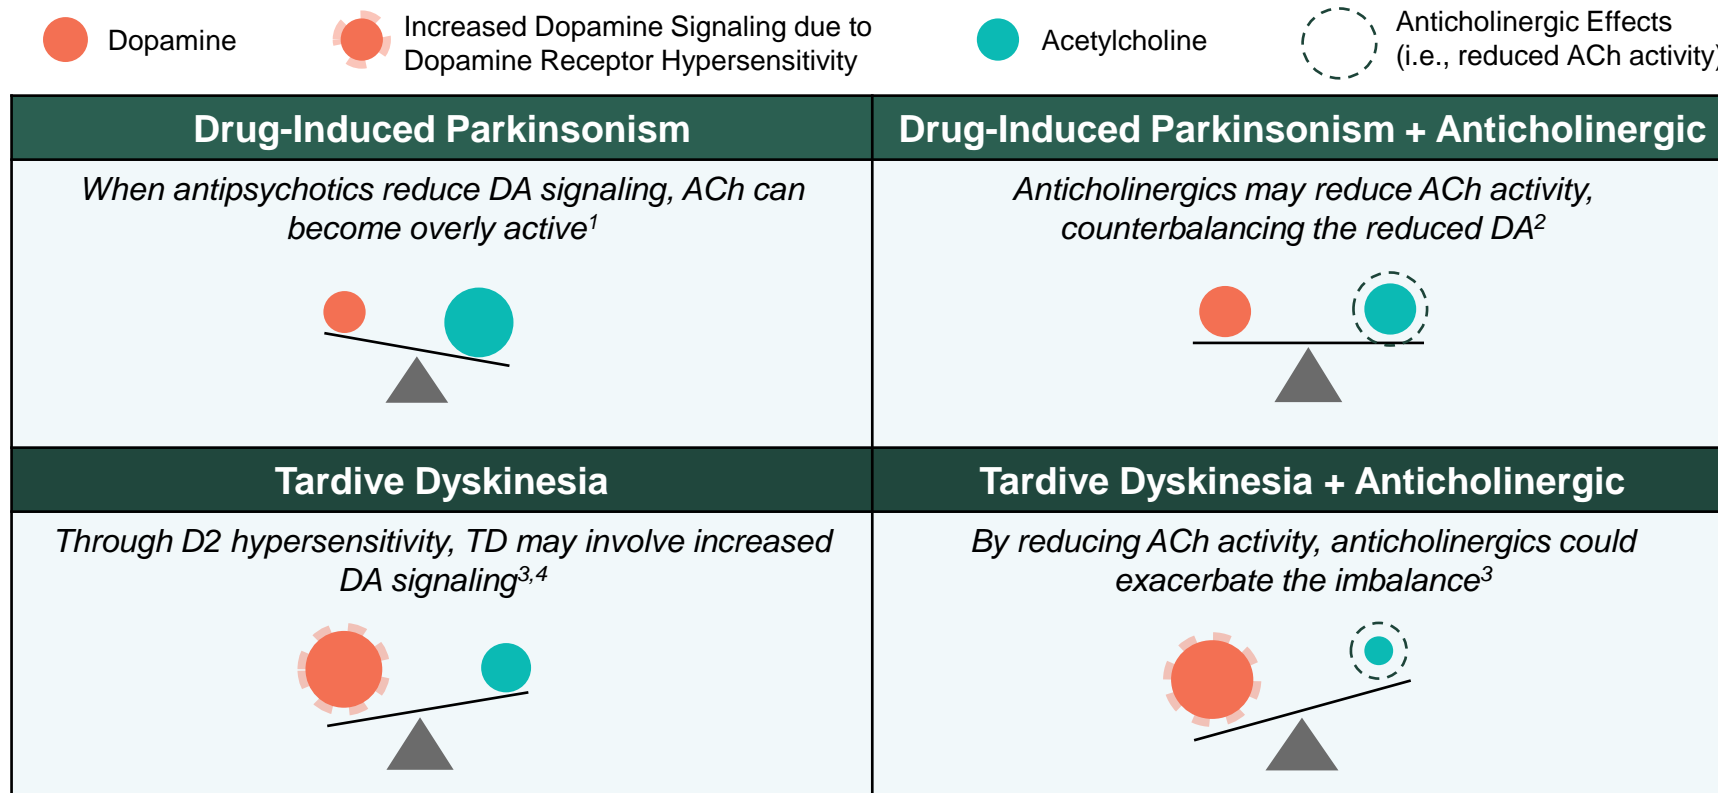 Dopamine
Increased Dopamine Signaling due to
Dopamine Receptor Hypersensitivity
Acetylcholine
Anticholinergic Effects
(i.e., reduced ACh activity)
Drug-Induced Parkinsonism
Drug-Induced Parkinsonism + Anticholinergic
When antipsychotics reduce DA signaling, ACh can
become overly active¹
Anticholinergics may reduce ACh activity,
counterbalancing the reduced DA²
Tardive Dyskinesia
Tardive Dyskinesia + Anticholinergic
Through D2 hypersensitivity, TD may involve increased
DA signaling³,⁴
By reducing ACh activity, anticholinergics could
exacerbate the imbalance³